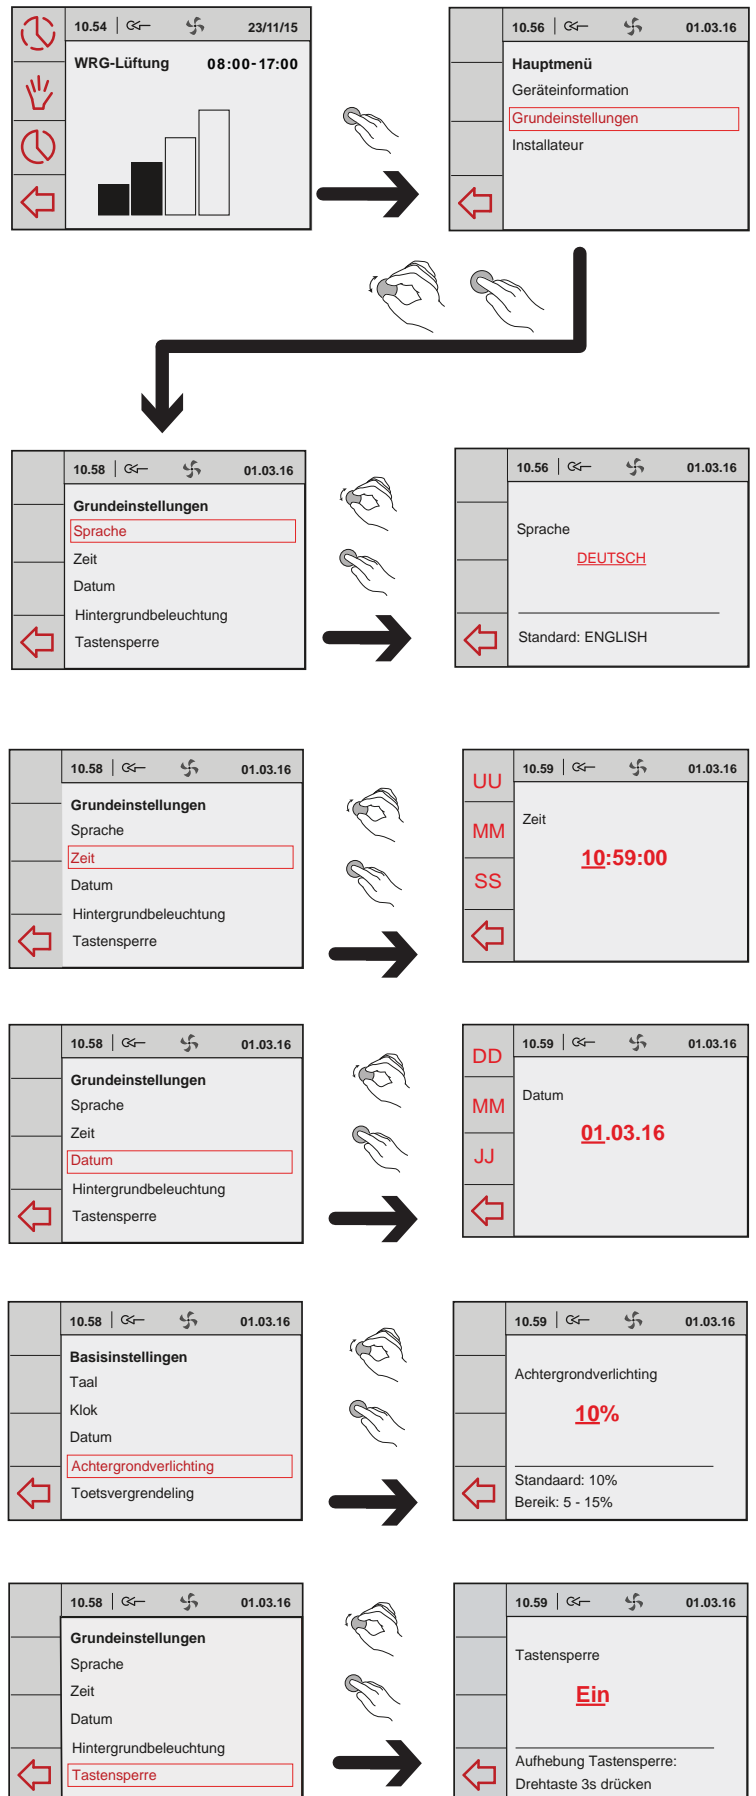 10.54
23/11/15
WRG-Lüftung 08:00-17:00
10.56
01.03.16
Hauptmenü
Geräteinformation
Grundeinstellungen
Installateur
10.58
01.03.16
Grundeinstellungen
Sprache
Zeit
Datum
Hintergrundbeleuchtung
Tastensperre
10.56
01.03.16
Sprache
DEUTSCH
Standard: ENGLISH
10.58
01.03.16
Grundeinstellungen
Sprache
Zeit
Datum
Hintergrundbeleuchtung
Tastensperre
UU
MM
SS
10.59
01.03.16
Zeit
10:59:00
10.58
01.03.16
Grundeinstellungen
Sprache
Zeit
Datum
Hintergrundbeleuchtung
Tastensperre
DD
MM
JJ
10.59
01.03.16
Datum
01.03.16
10.58
01.03.16
Basisinstellingen
Taal
Klok
Datum
Achtergrondverlichting
Toetsvergrendeling
10.59
01.03.16
Achtergrondverlichting
10%
Standaard: 10%
Bereik: 5 - 15%
10.58
01.03.16
Grundeinstellungen
Sprache
Zeit
Datum
Hintergrundbeleuchtung
Tastensperre
10.59
01.03.16
Tastensperre
Ein
Aufhebung Tastensperre:
Drehtaste 3s drücken